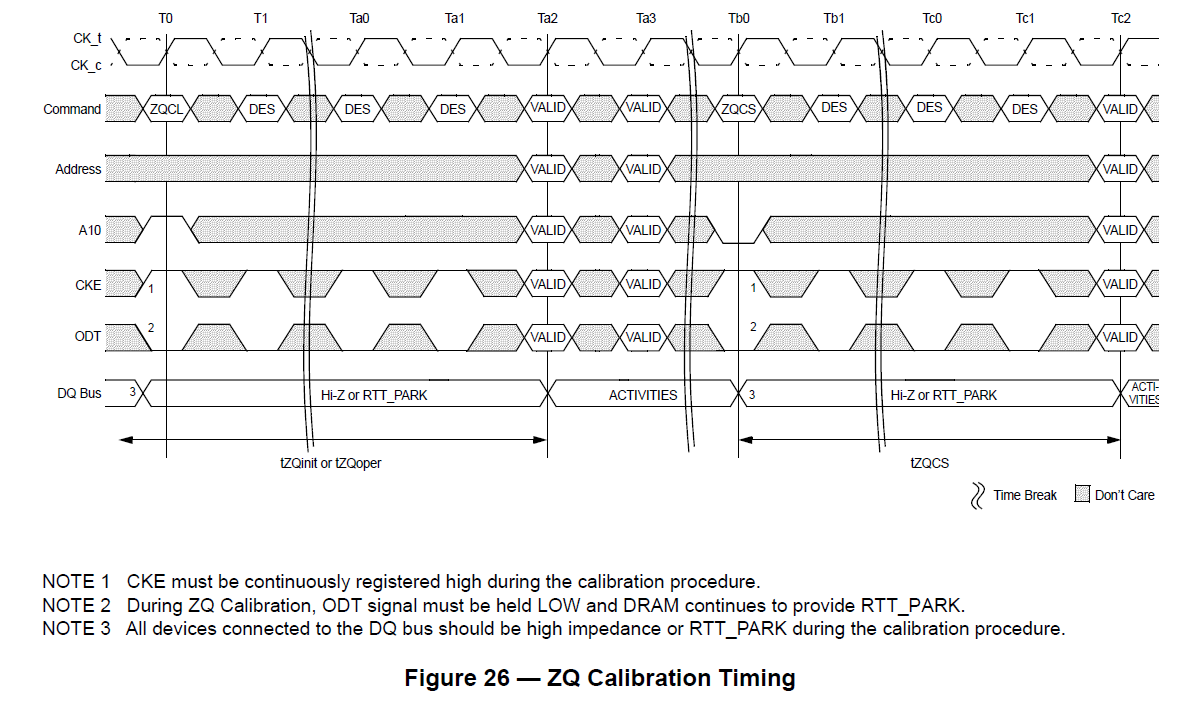 T0 T1 Ta0 Ta1 Ta2 Ta3 Tb0 Tb1 Tc0 Tc1 Tc2
CK_t
CK_c
Command ZQCL DES DES DES VALID VALID ZQCS DES DES DES VALID
Address VALID VALID VALID
A10 VALID VALID VALID
CKE 1 VALID VALID 1 VALID
ODT 2 VALID VALID 2 VALID
DQ Bus 3 Hi-Z or RTT_PARK ACTIVITIES 3 Hi-Z or RTT_PARK ACTI-
VITIES
tZQinit or tZQoper tZQCS
Time Break Don't Care
NOTE 1 CKE must be continuously registered high during the calibration procedure.
NOTE 2 During ZQ Calibration, ODT signal must be held LOW and DRAM continues to provide RTT_PARK.
NOTE 3 All devices connected to the DQ bus should be high impedance or RTT_PARK during the calibration procedure.
Figure 26 — ZQ Calibration Timing